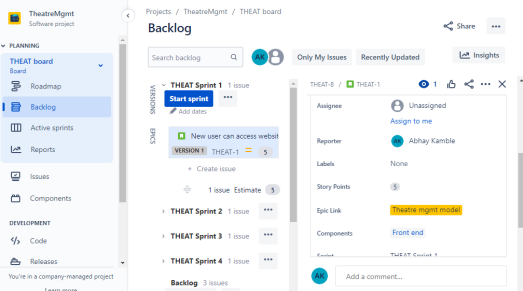 TheatreMgmt
Software project
PLANNING
THEAT board
Board
Roadmap
Backlog
Active sprints
Reports
Issues
Components
DEVELOPMENT
Code
Releases
You're in a company-managed project
Learn more
Projects / TheatreMgmt / THEAT board
Backlog
Share
Search backlog
AK
Only My Issues
Recently Updated
Insights
VERSIONS
EPICS
THEAT Sprint 1 1 issue
Start sprint
Add dates
New user can access websit
VERSION 1 THEAT-1 5
+ Create issue
1 issue Estimate 5
THEAT Sprint 2 1 issue
THEAT Sprint 3 1 issue
THEAT Sprint 4 1 issue
Backlog 3 issues
THEAT-8 / THEAT-1
1
Assignee
Unassigned
Assign to me
Reporter
AK Abhay Kamble
Labels
None
Story Points
5
Epic Link
Theatre mgmt model
Components
Front end
Sprint
THEAT Sprint 1
AK
Add a comment...